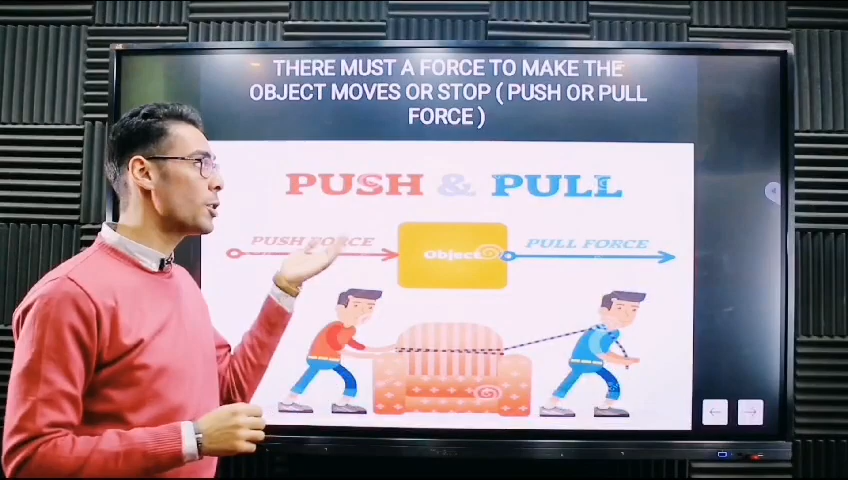 THERE MUST A FORCE TO MAKE THE
OBJECT MOVES OR STOP ( PUSH OR PULL
FORCE )
PUSH & PULL
PUSH FORCE
Object
PULL FORCE